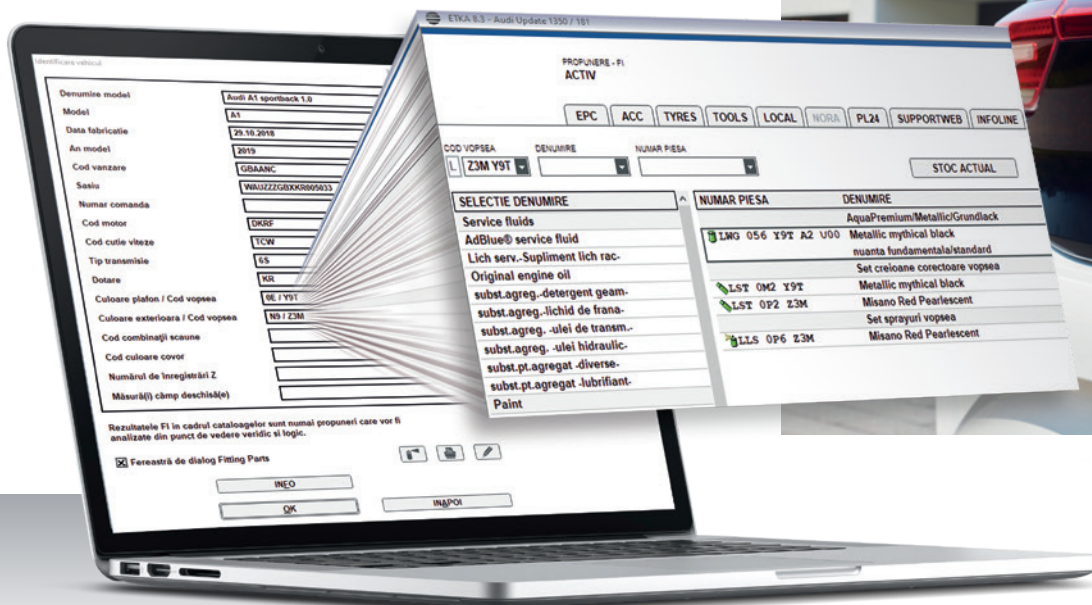 Identificare vehicul
Denumire model
Audi A1 sportback 1.0
Model
A1
Data fabricatie
29.10.2018
An model
2019
Cod vanzare
GBAANC
Sasiu
WAUZZZGBXKR005033
Numar comanda
Cod motor
DKRF
Cod cutie viteze
TCW
Tip transmisie
6S
Dotare
KR
Culoare plafon / Cod vopsea
0E / Y9T
Culoare exterioara / Cod vopsea
N9 / Z3M
Cod combinații scaune
Cod culoare covor
Numărul de înregistrări Z
Măsură(i) câmp deschisă(e)
Rezultatele FI in cadrul cataloagelor sunt numai propuneri care vor fi
analizate din punct de vedere veridic si logic.
Fereastră de dialog Fitting Parts
INFO
OK
INAPOI
ETKA 8.3 - Audi Update 1350 / 181
PROPUNERE - FI
ACTIV
EPC ACC TYRES TOOLS LOCAL NORA PL24 SUPPORTWEB INFOLINE
COD VOPSEA DENUMIRE NUMAR PIESA
L Z3M Y9T
STOC ACTUAL
SELECTIE DENUMIRE
Service fluids
AdBlue® service fluid
Lich serv.-Supliment lich rac-
Original engine oil
subst.agreg.-detergent geam-
subst.agreg.-lichid de frana-
subst.agreg. -ulei de transm.-
subst.agreg. -ulei hidraulic-
subst.pt.agregat -diverse-
subst.pt.agregat -lubrifiant-
Paint
NUMAR PIESA DENUMIRE
AquaPremium/Metallic/Grundlack
LWG 056 Y9T A2 U00 Metallic mythical black
nuanta fundamentala/standard
Set creioane corectoare vopsea
LST 0M2 Y9T Metallic mythical black
LST 0P2 Z3M Misano Red Pearlescent
Set sprayuri vopsea
LLS 0P6 Z3M Misano Red Pearlescent